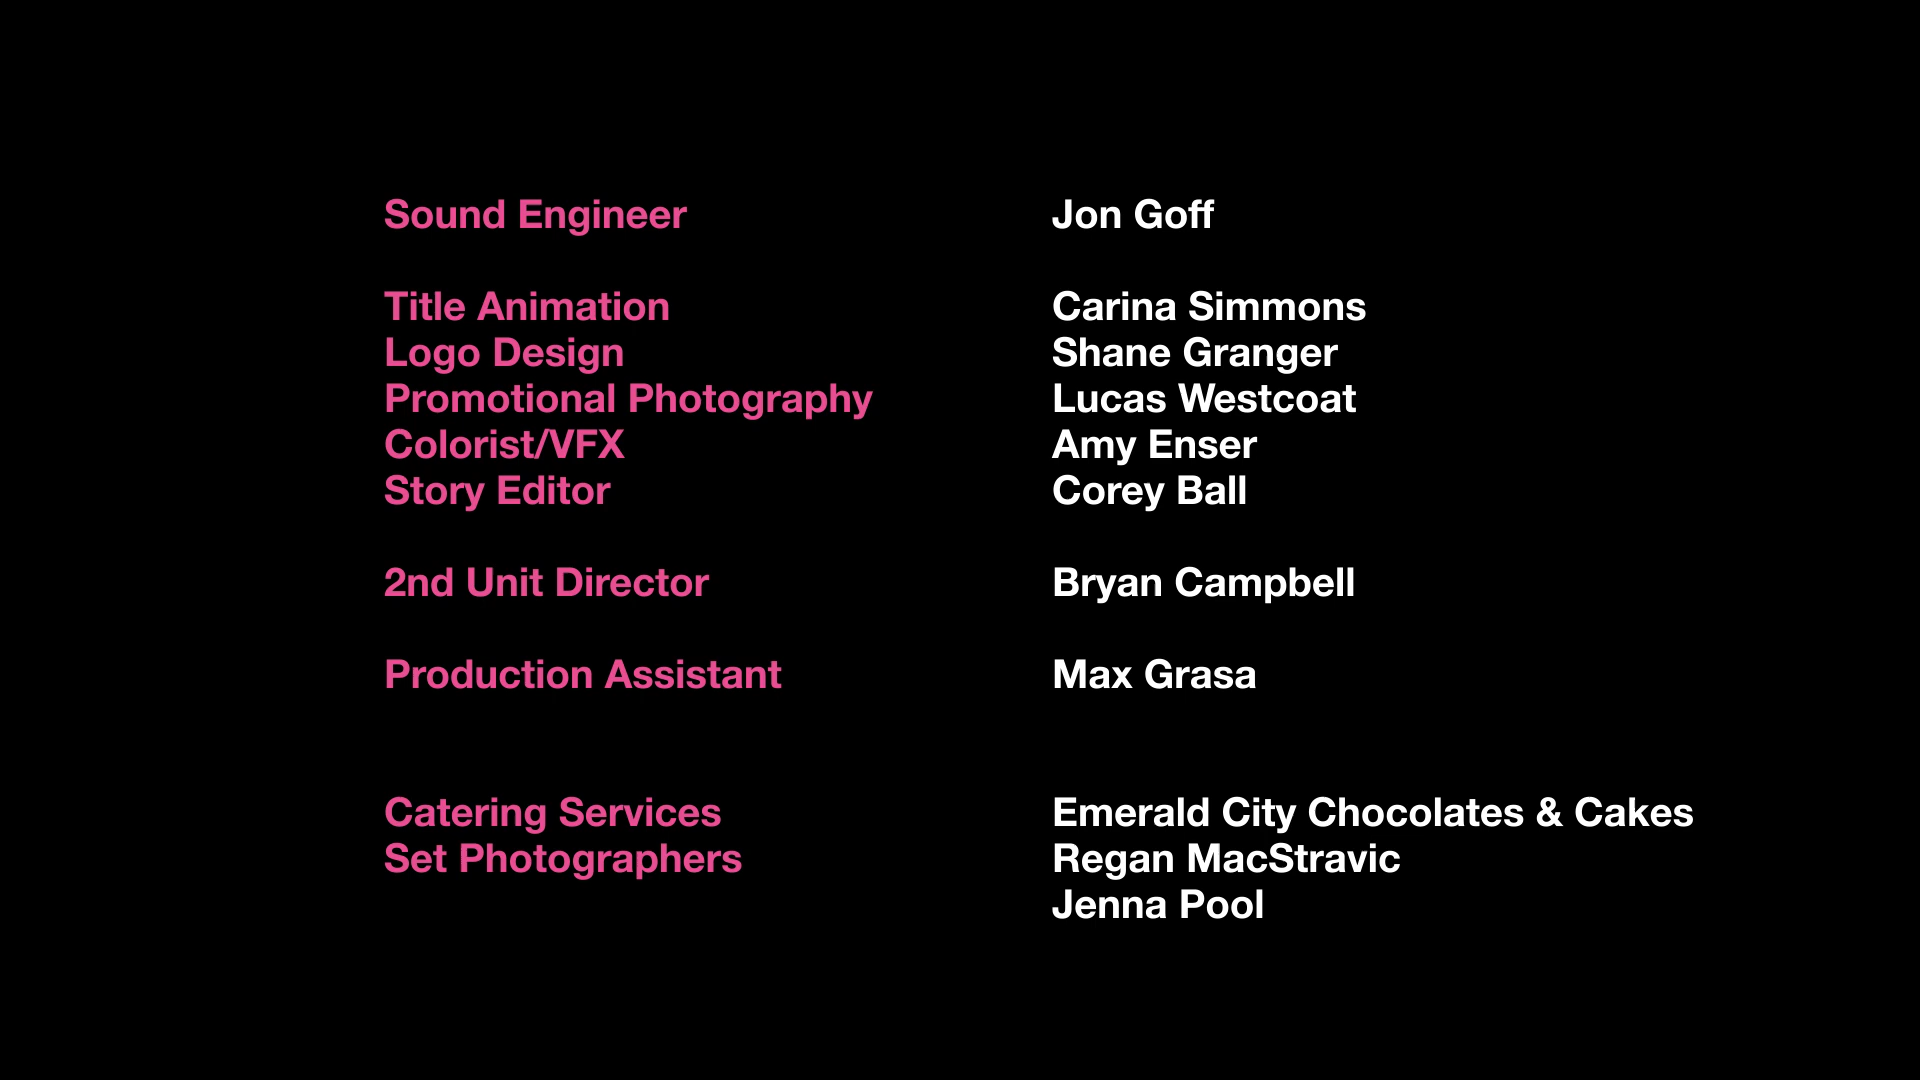 Sound Engineer Jon Goff
Title Animation Carina Simmons
Logo Design Shane Granger
Promotional Photography Lucas Westcoat
Colorist/VFX Amy Enser
Story Editor Corey Ball
2nd Unit Director Bryan Campbell
Production Assistant Max Grasa
Catering Services Emerald City Chocolates & Cakes
Set Photographers Regan MacStravic
Jenna Pool